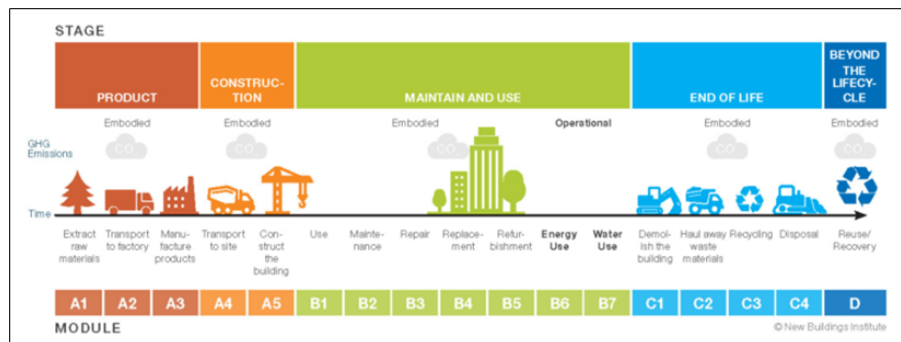 STAGE
PRODUCT
CONSTRUC-
TION
MAINTAIN AND USE
END OF LIFE
BEYOND
THE
LIFECY-
CLE
Embodied
Embodied
Embodied
Operational
Embodied
Embodied
GHG
Emissions
CO
CO
CO
CO
CO
Time
Extract
raw
materials
Transport
to factory
Manu-
facture
products
Transport
to site
Con-
struct
the
building
Use
Mainte-
nance
Repair
Replace-
ment
Refur-
bishment
Energy
Use
Water
Use
Demol-
ish the
building
Haul away
waste
materials
Recycling
Disposal
Reuse/
Recovery
A1 A2 A3 A4 A5 B1 B2 B3 B4 B5 B6 B7 C1 C2 C3 C4 D
MODULE
© New Buildings Institute